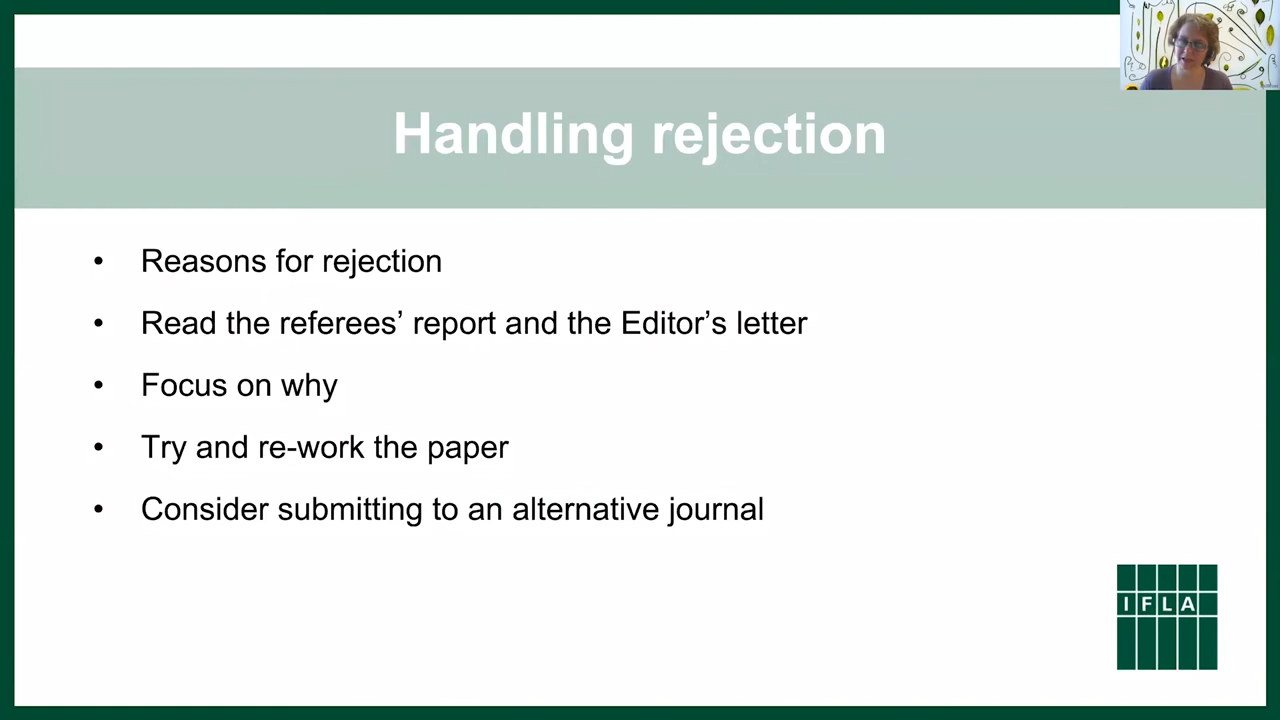 Handling rejection
• Reasons for rejection
• Read the referees’ report and the Editor’s letter
• Focus on why
• Try and re-work the paper
• Consider submitting to an alternative journal
IFLA